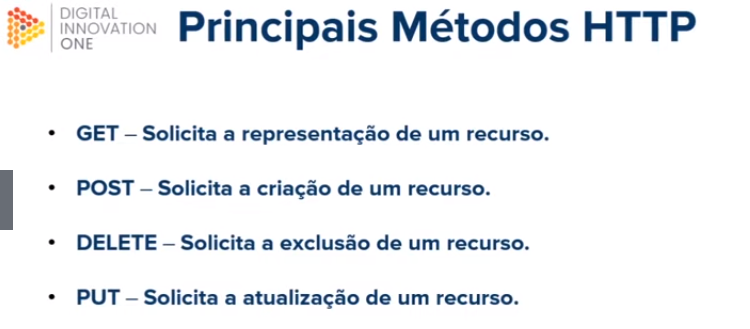 DIGITAL
INNOVATION
ONE
Principais Métodos HTTP
• GET – Solicita a representação de um recurso.
• POST – Solicita a criação de um recurso.
• DELETE – Solicita a exclusão de um recurso.
• PUT – Solicita a atualização de um recurso.